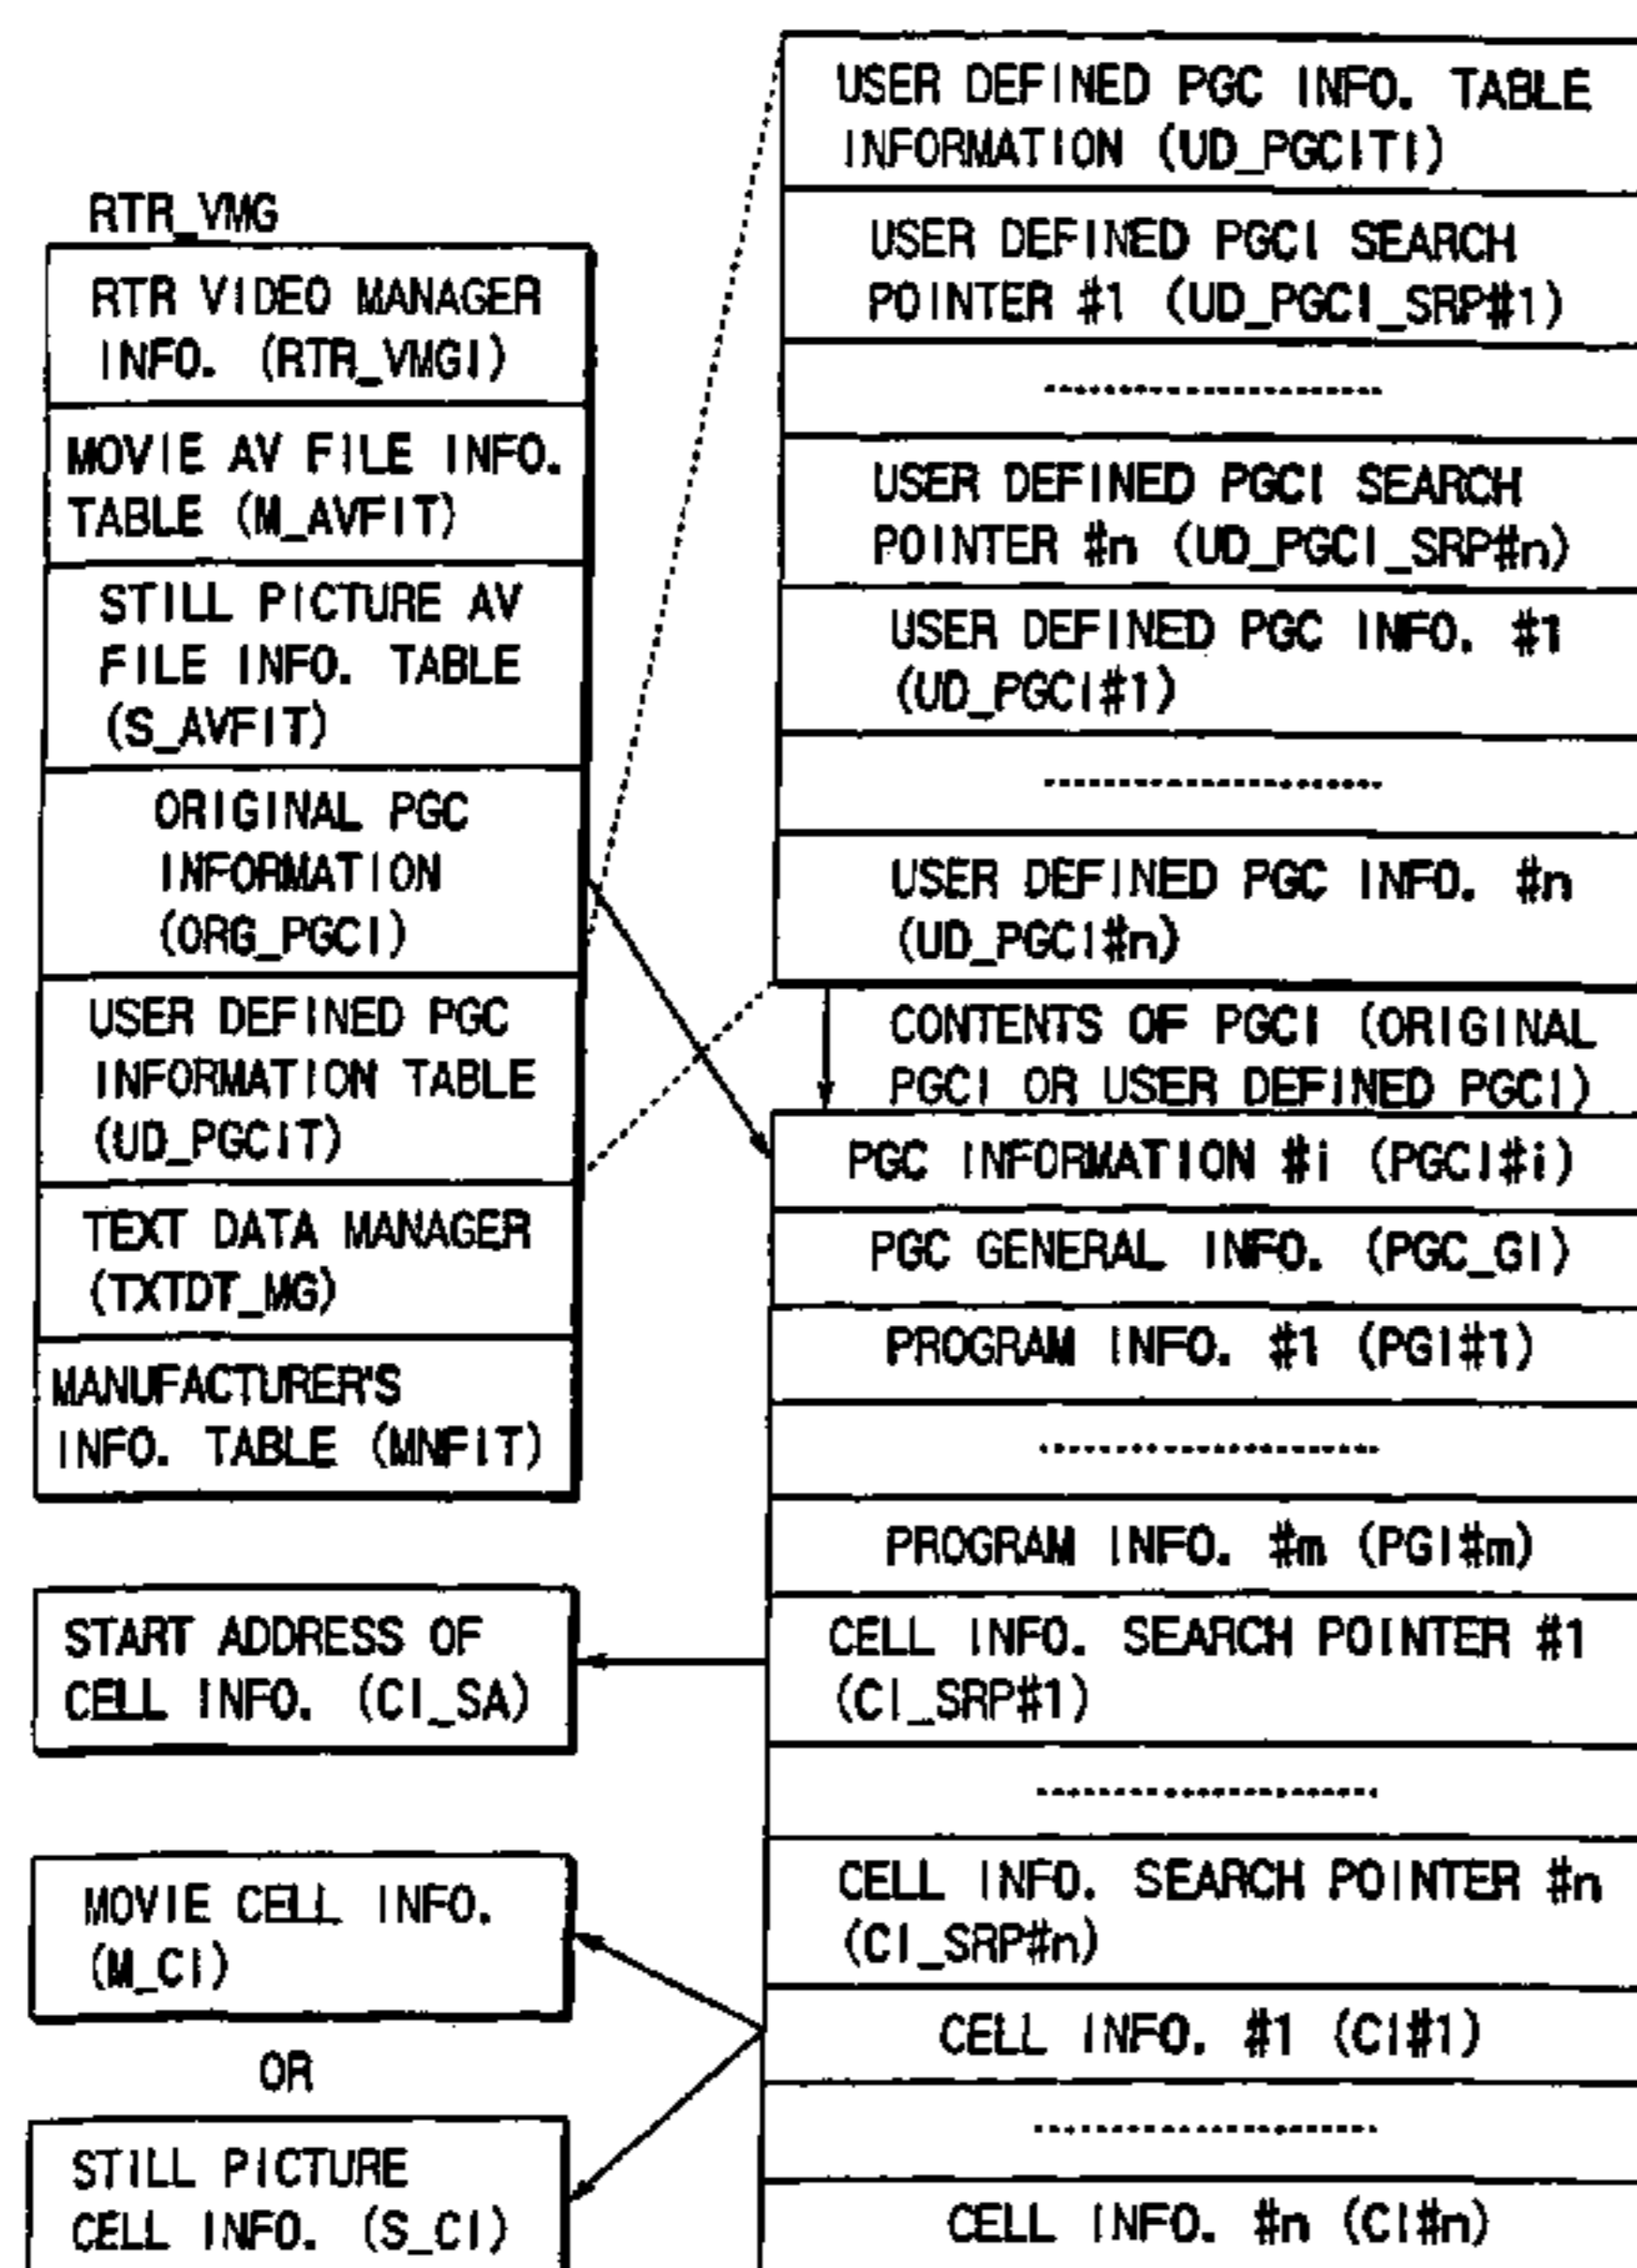 RTR_VMG
RTR VIDEO MANAGER
INFO. (RTR_VMGI)
MOVIE AV FILE INFO.
TABLE (M_AVFIT)
STILL PICTURE AV
FILE INFO. TABLE
(S_AVFIT)
ORIGINAL PGC
INFORMATION
(ORG_PGCI)
USER DEFINED PGC
INFORMATION TABLE
(UD_PGCIT)
TEXT DATA MANAGER
(TXTDT_MG)
MANUFACTURER'S
INFO. TABLE (MNFIT)
USER DEFINED PGC INFO. TABLE
INFORMATION (UD_PGCITI)
USER DEFINED PGCI SEARCH
POINTER #1 (UD_PGCI_SRP#1)
USER DEFINED PGCI SEARCH
POINTER #n (UD_PGCI_SRP#n)
USER DEFINED PGC INFO. #1
(UD_PGCI#1)
USER DEFINED PGC INFO. #n
(UD_PGCI#n)
CONTENTS OF PGCI (ORIGINAL
PGCI OR USER DEFINED PGCI)
PGC INFORMATION #i (PGCI#i)
PGC GENERAL INFO. (PGC_GI)
PROGRAM INFO. #1 (PGI#1)
PROGRAM INFO. #m (PGI#m)
CELL INFO. SEARCH POINTER #1
(CI_SRP#1)
CELL INFO. SEARCH POINTER #n
(CI_SRP#n)
CELL INFO. #1 (CI#1)
CELL INFO. #n (CI#n)
START ADDRESS OF
CELL INFO. (CI_SA)
MOVIE CELL INFO.
(M_CI)
OR
STILL PICTURE
CELL INFO. (S_CI)